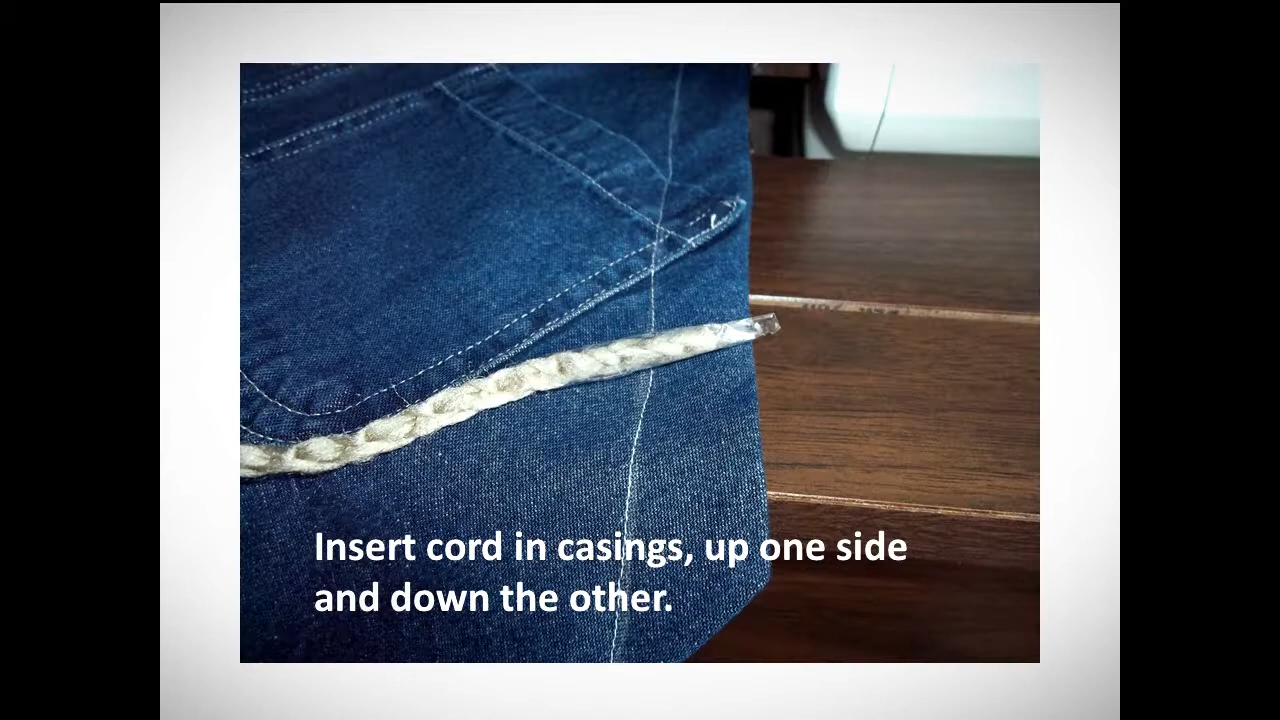 Insert cord in casings, up one side
and down the other.